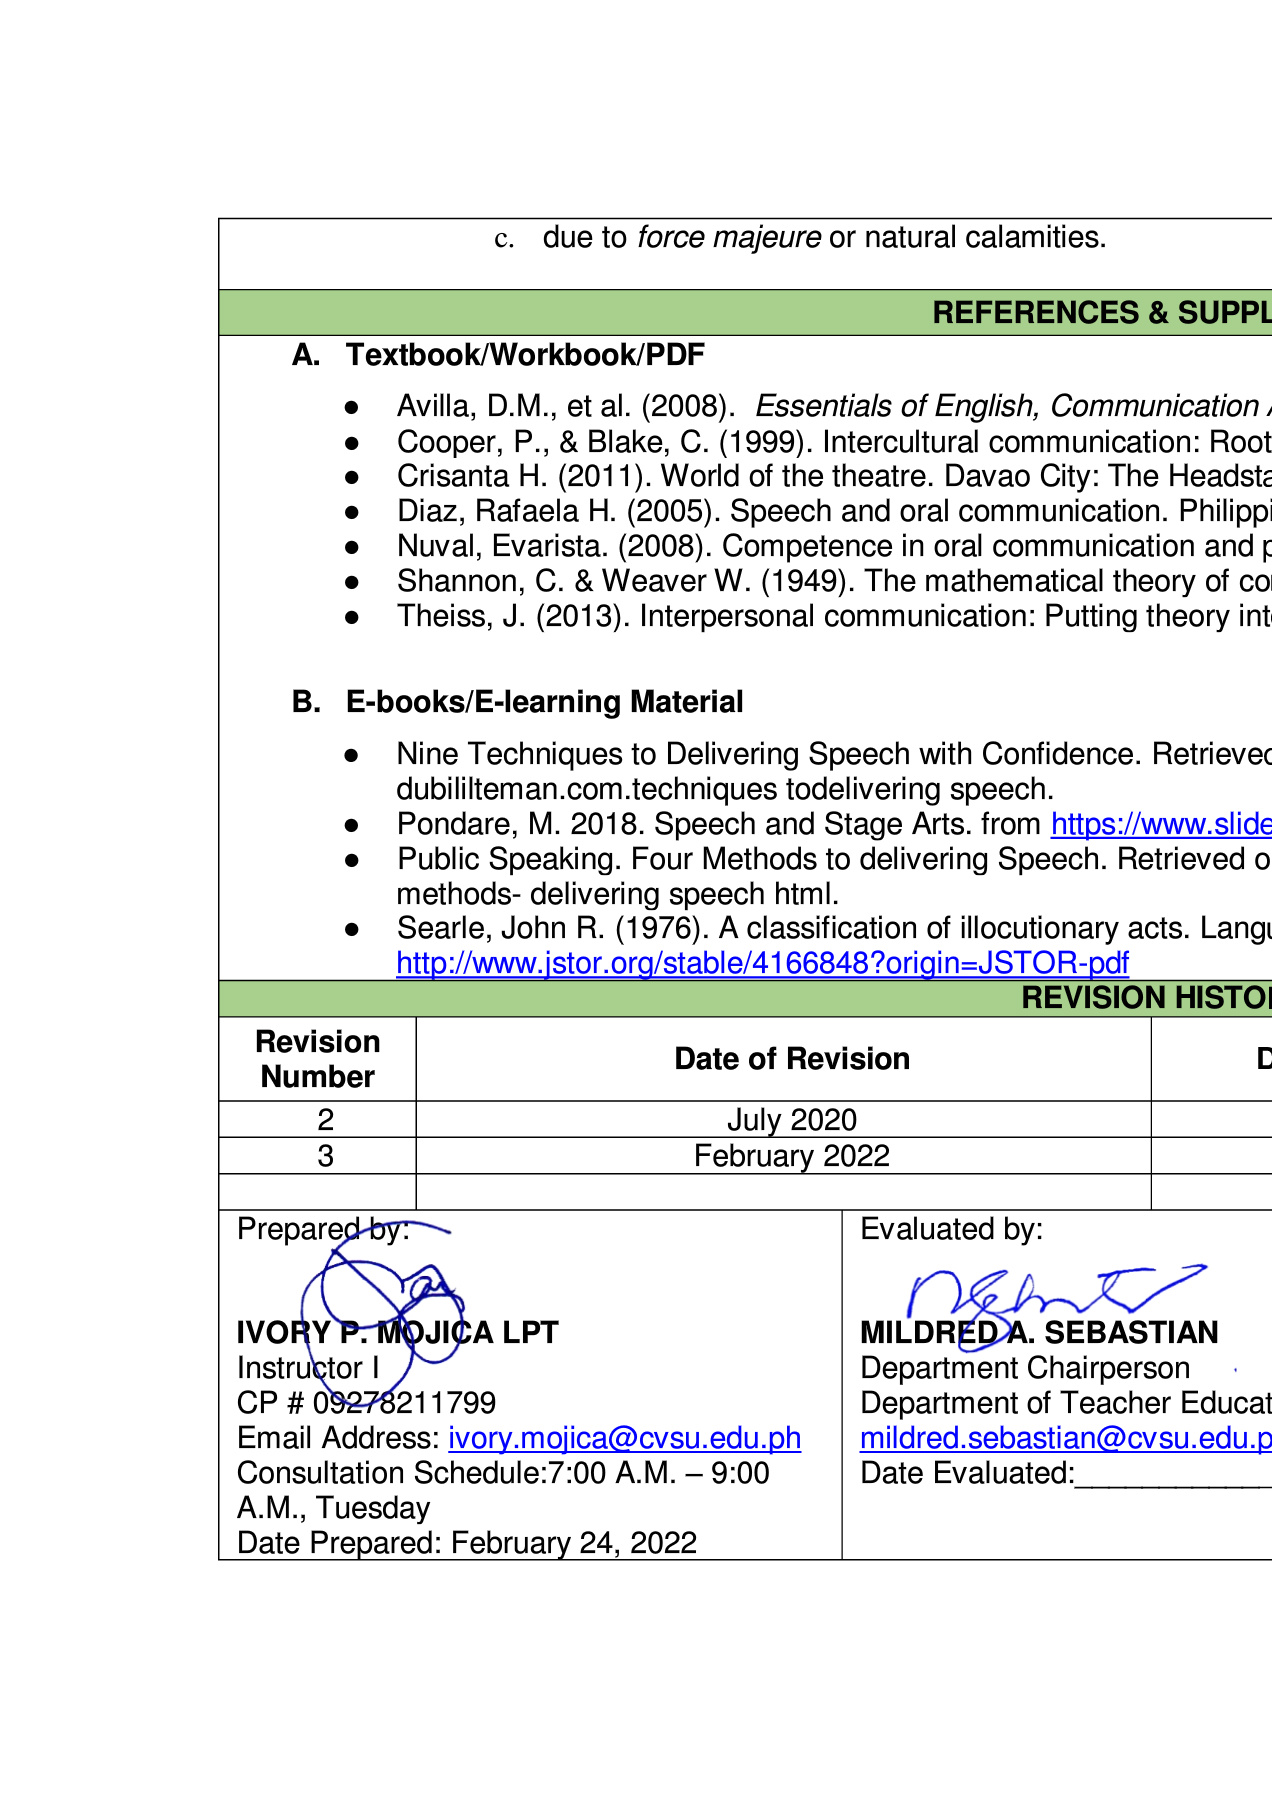 c. due to force majeure or natural calamities.
REFERENCES & SUPPL
A. Textbook/Workbook/PDF
● Avilla, D.M., et al. (2008). Essentials of English, Communication
● Cooper, P., & Blake, C. (1999). Intercultural communication: Root
● Crisanta H. (2011). World of the theatre. Davao City: The Headsta
● Diaz, Rafaela H. (2005). Speech and oral communication. Philippi
● Nuval, Evarista. (2008). Competence in oral communication and p
● Shannon, C. & Weaver W. (1949). The mathematical theory of co
● Theiss, J. (2013). Interpersonal communication: Putting theory int
B. E-books/E-learning Material
● Nine Techniques to Delivering Speech with Confidence. Retrieved
dubililteman.com.techniques todelivering speech.
● Pondare, M. 2018. Speech and Stage Arts. from https://www.slide
● Public Speaking. Four Methods to delivering Speech. Retrieved o
methods- delivering speech html.
● Searle, John R. (1976). A classification of illocutionary acts. Langu
http://www.jstor.org/stable/4166848?origin=JSTOR-pdf
REVISION HISTO
Revision
Number
Date of Revision
D
2 July 2020
3 February 2022
Prepared by:
IVORY P. MOJICA LPT
Instructor I
CP # 09278211799
Email Address: ivory.mojica@cvsu.edu.ph
Consultation Schedule:7:00 A.M. – 9:00
A.M., Tuesday
Date Prepared: February 24, 2022
Evaluated by:
MILDRED A. SEBASTIAN
Department Chairperson
Department of Teacher Educat
mildred.sebastian@cvsu.edu.p
Date Evaluated:___________